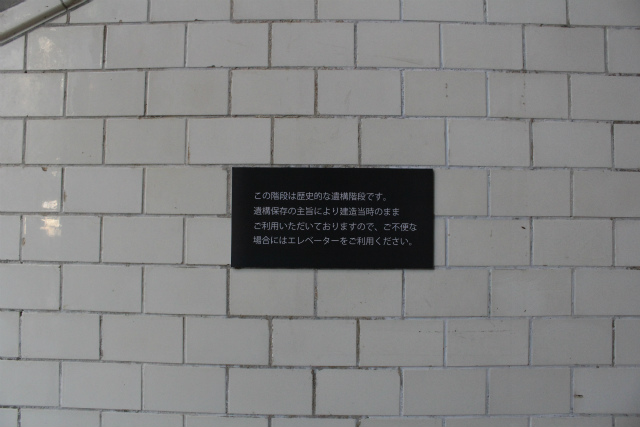 この階段は歴史的な遺構階段です。
遺構保存の主旨により建造当時のまま
ご利用いただいておりますので、ご不便な
場合にはエレベーターをご利用ください。